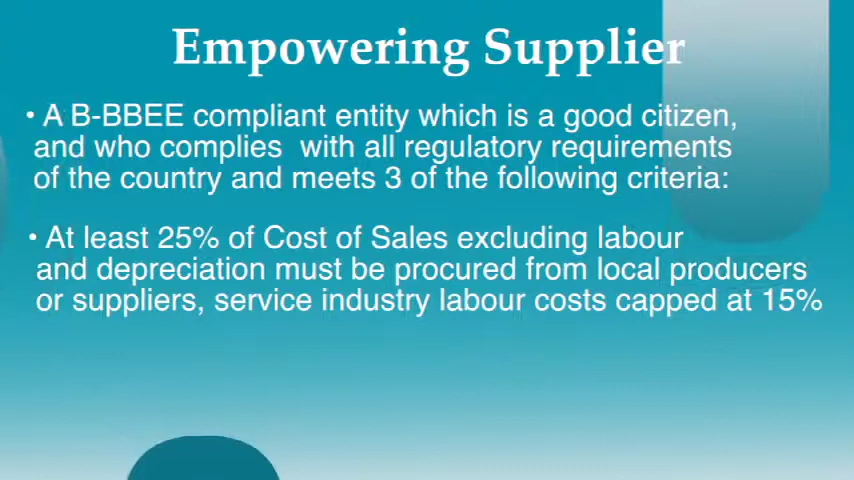 Empowering Supplier
• A B-BBEE compliant entity which is a good citizen,
and who complies with all regulatory requirements
of the country and meets 3 of the following criteria:
• At least 25% of Cost of Sales excluding labour
and depreciation must be procured from local producers
or suppliers, service industry labour costs capped at 15%